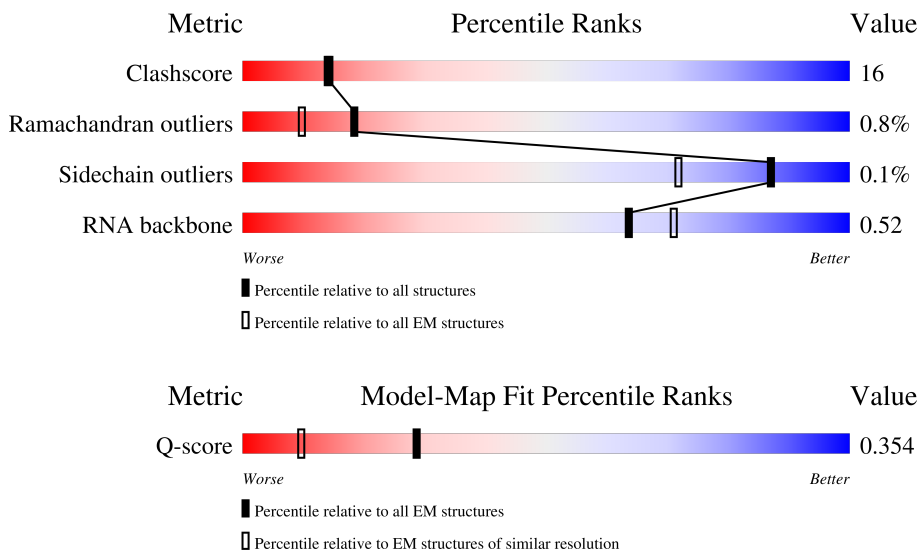 Metric Percentile Ranks Value
Clashscore 16
Ramachandran outliers 0.8%
Sidechain outliers 0.1%
RNA backbone 0.52
Worse Better
Percentile relative to all structures
Percentile relative to all EM structures
Metric Model-Map Fit Percentile Ranks Value
Q-score 0.354
Worse Better
Percentile relative to all EM structures
Percentile relative to EM structures of similar resolution